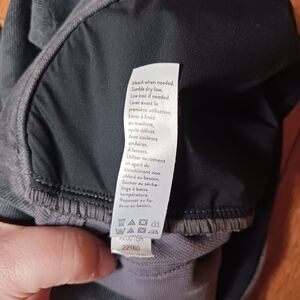 bleach when needed.
Tumble dry low.
Low iron if needed.
Laver avant la
première utilisation.
Laver à froid
en machine,
cycle délicat.
Avec couleurs
similaires.
à l'envers.
Utiliser seulement
un agent de
blanchiment non
chloré au besoin.
Sécher au séche-
linge à basse
température.
Repasser au fer
doux au besoin.
22160